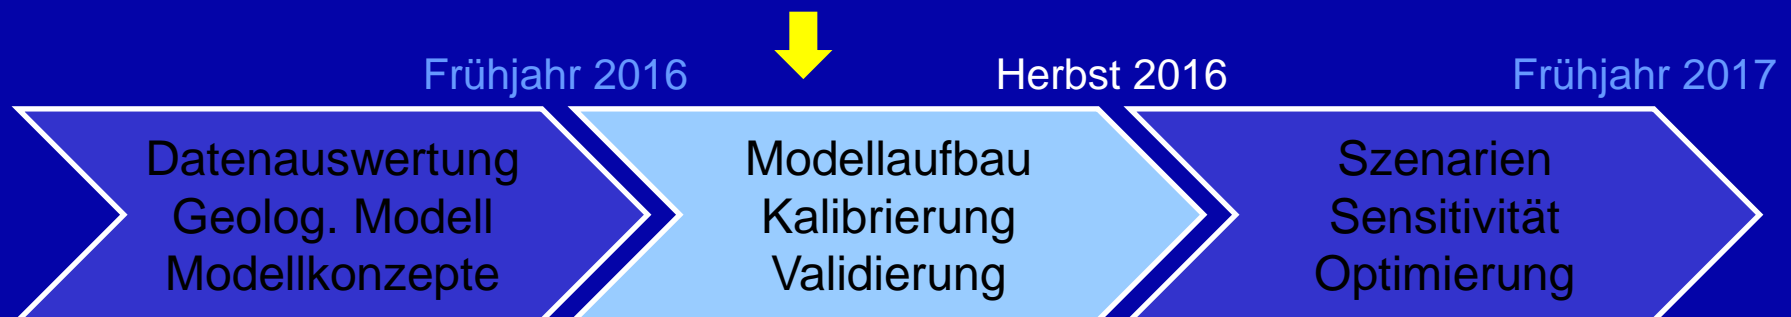 Frühjahr 2016
Herbst 2016
Frühjahr 2017
Datenauswertung
Geolog. Modell
Modellkonzepte
Modellaufbau
Kalibrierung
Validierung
Szenarien
Sensitivität
Optimierung